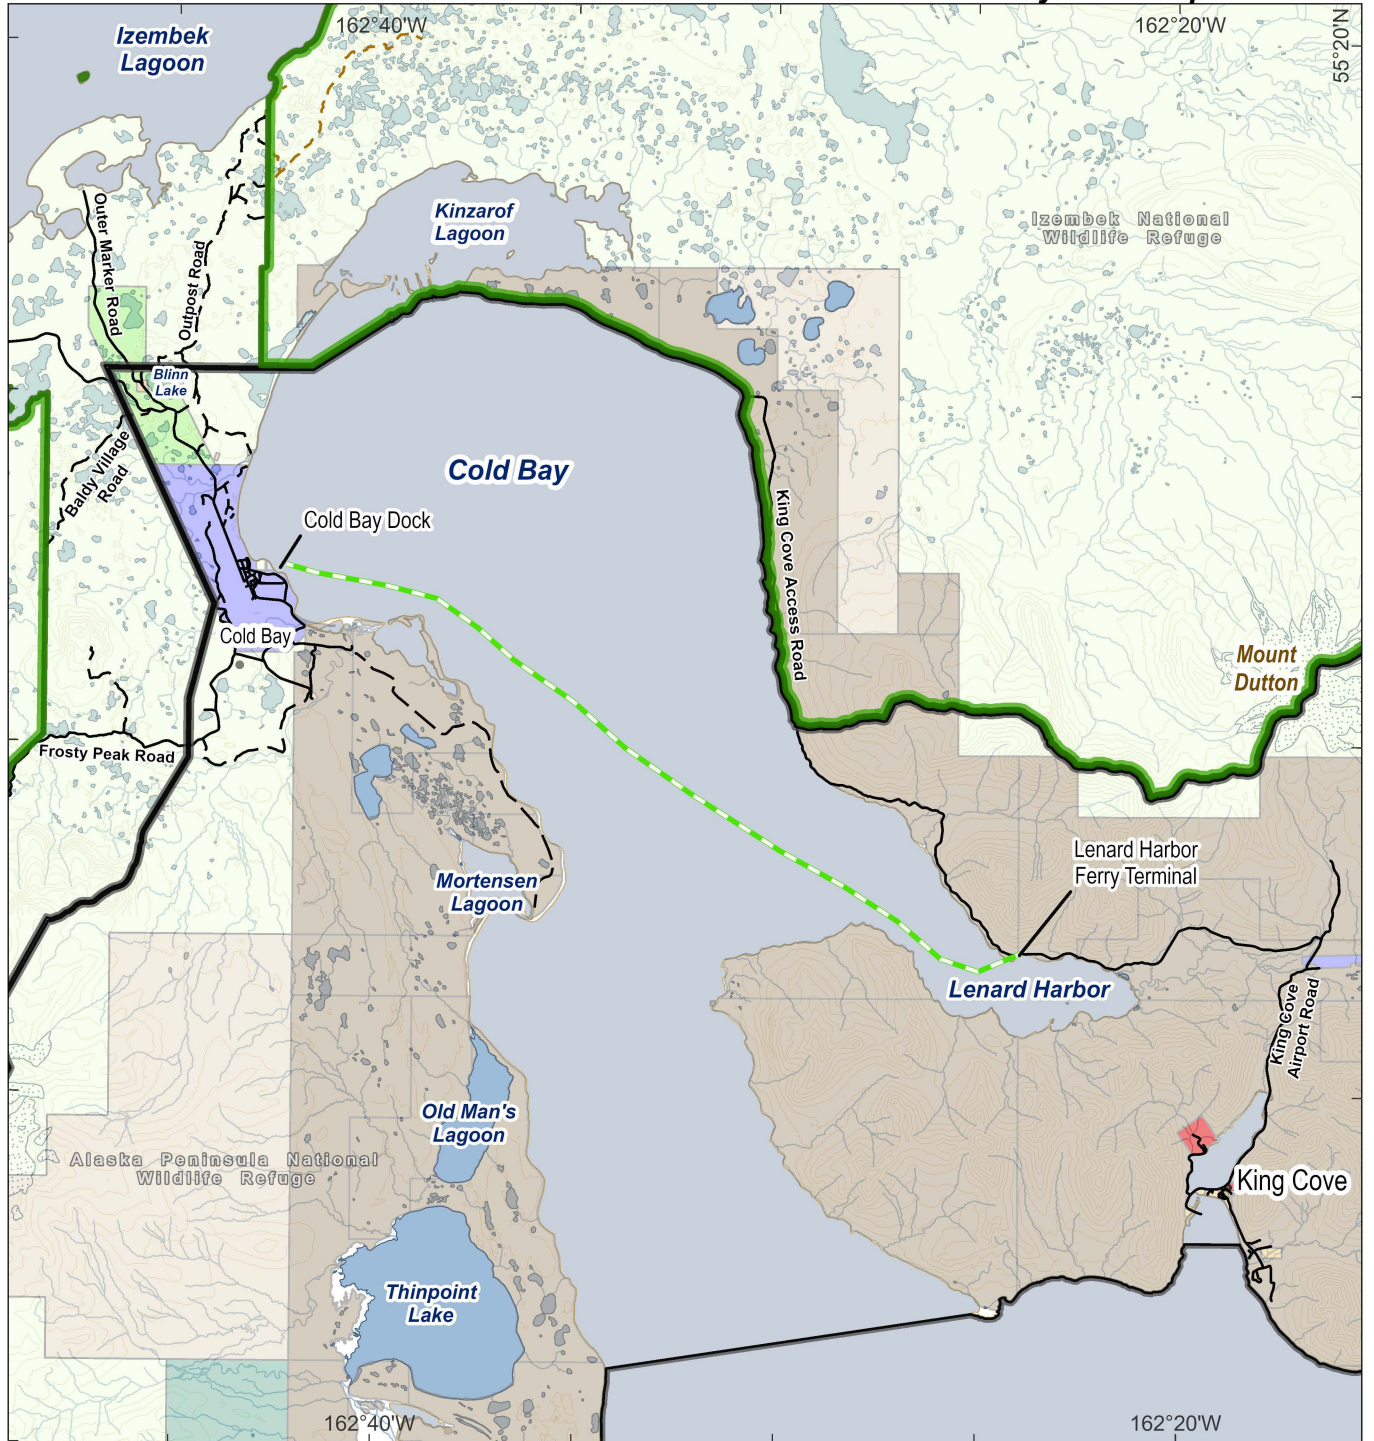 162°40'W
162°20'W
55°20'N
Izembek
Lagoon
Kinzarof
Lagoon
Izembek National
Wildlife Refuge
Outer Marker Road
Outpost Road
Blinn
Lake
Baldy Village
Road
Cold Bay
Cold Bay Dock
King Cove Access Road
Cold Bay
Mount
Dutton
Frosty Peak Road
Lenard Harbor
Ferry Terminal
Mortensen
Lagoon
Lenard Harbor
King Cove
Airport Road
Old Man's
Lagoon
Alaska Peninsula National
Wildlife Refuge
King Cove
Thinpoint
Lake
162°40'W
162°20'W